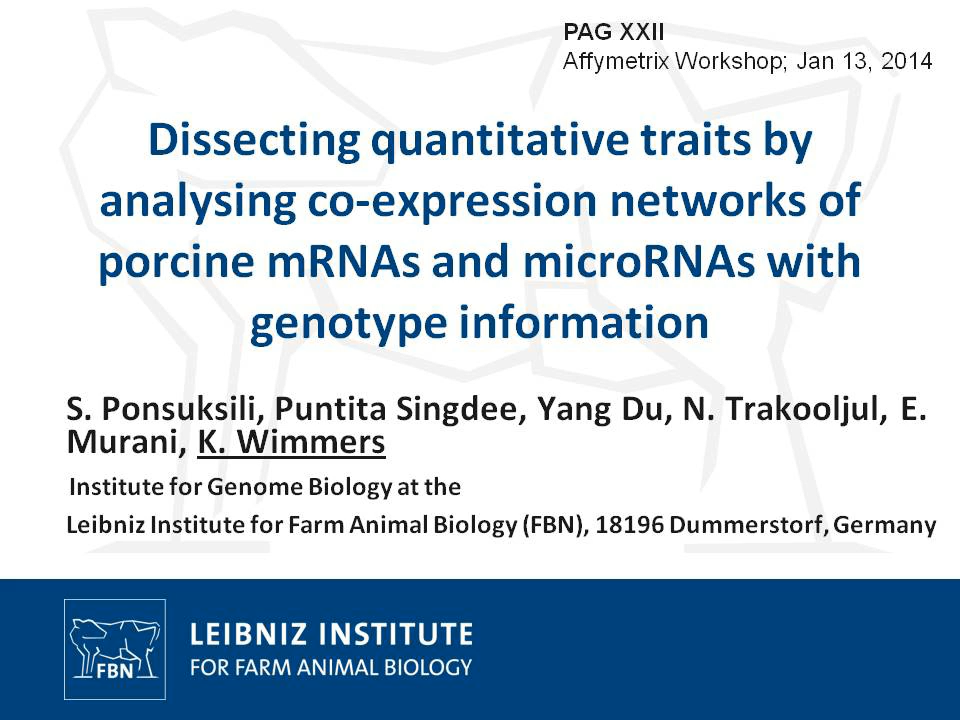 PAG XXII
Affymetrix Workshop; Jan 13, 2014
Dissecting quantitative traits by
analysing co-expression networks of
porcine mRNAs and microRNAs with
genotype information
S. Ponsuksili, Puntita Singdee, Yang Du, N. Trakooljul, E.
Murani, K. Wimmers
Institute for Genome Biology at the
Leibniz Institute for Farm Animal Biology (FBN), 18196 Dummerstorf, Germany
FBN
LEIBNIZ INSTITUTE
FOR FARM ANIMAL BIOLOGY